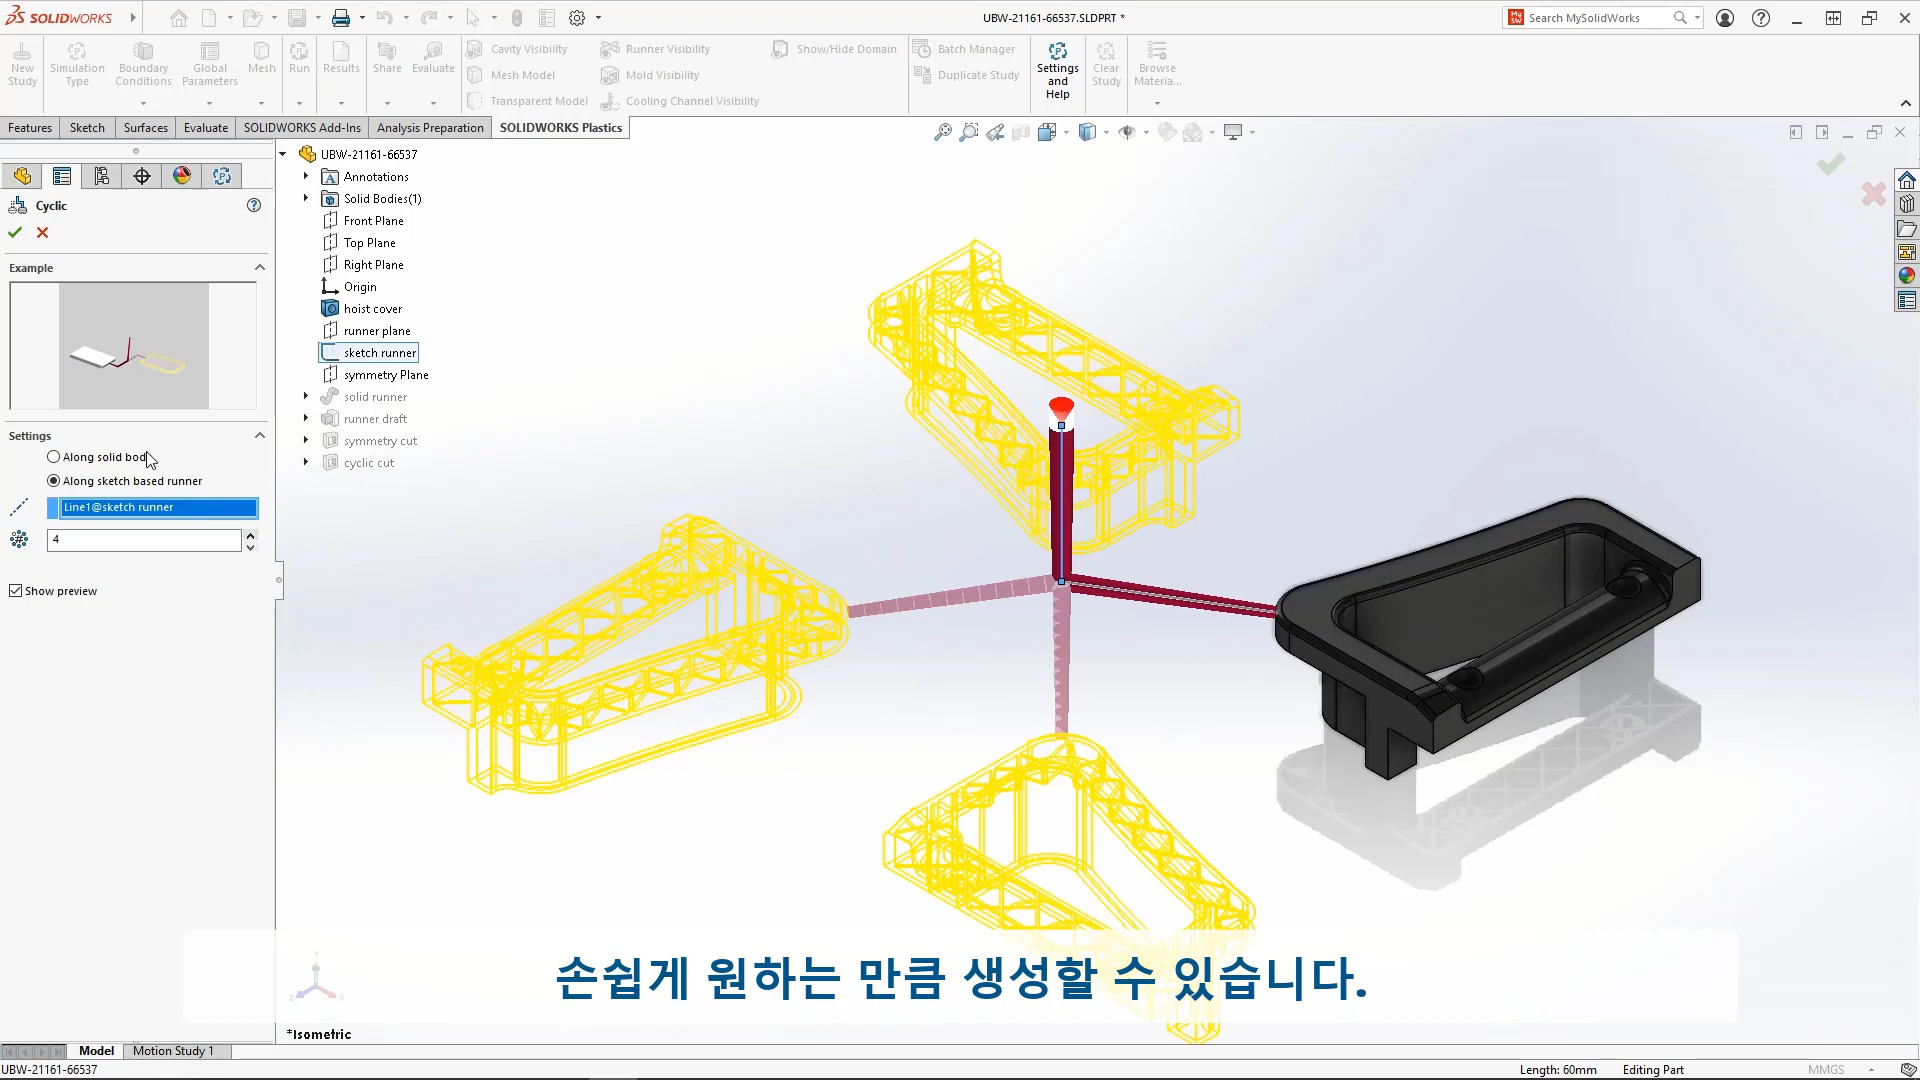 SOLIDWORKS
UBW-21161-66537.SLDPRT *
Search MySolidWorks
New Study
Simulation Type
Boundary Conditions
Global Parameters
Mesh
Run
Results
Share
Evaluate
Cavity Visibility
Mesh Model
Transparent Model
Runner Visibility
Mold Visibility
Cooling Channel Visibility
Show/Hide Domain
Batch Manager
Duplicate Study
Settings and Help
Clear Study
Browse Materia...
Features
Sketch
Surfaces
Evaluate
SOLIDWORKS Add-Ins
Analysis Preparation
SOLIDWORKS Plastics
Cyclic
Example
Settings
Along solid body
Along sketch based runner
Line1@sketch runner
4
Show preview
UBW-21161-66537
Annotations
Solid Bodies(1)
Front Plane
Top Plane
Right Plane
Origin
hoist cover
runner plane
sketch runner
symmetry Plane
solid runner
runner draft
symmetry cut
cyclic cut
손쉽게 원하는 만큼 생성할 수 있습니다.
*Isometric
Model
Motion Study 1
UBW-21161-66537
Length: 60mm
Editing Part
MMGS